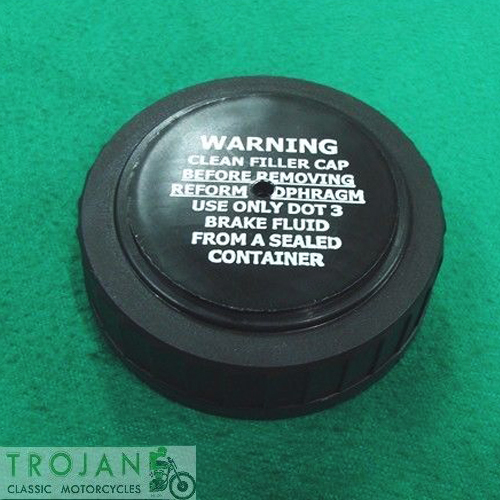 WARNING
CLEAN FILLER CAP
BEFORE REMOVING
REFORM DPHRAGM
USE ONLY DOT 3
BRAKE FLUID
FROM A SEALED
CONTAINER
TROJAN
CLASSIC MOTORCYCLES